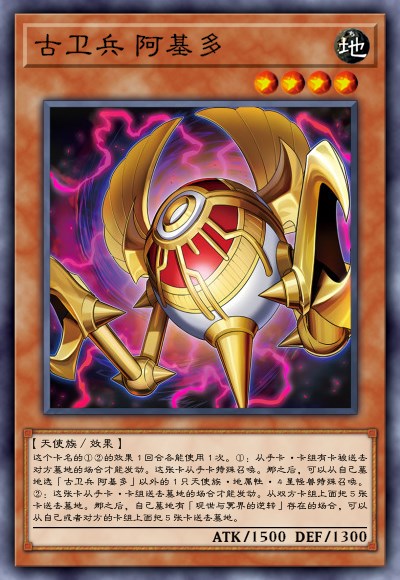 古卫兵 阿基多
地
【天使族／效果】
这个卡名的①②的效果1回合各能使用1次。①：从手卡·卡组有卡被送去
对方墓地的场合才能发动。这张卡从手卡特殊召唤。那之后，可以从自己墓
地选「古卫兵 阿基多」以外的1只天使族·地属性·4星怪兽特殊召唤。
②：这张卡从手卡·卡组送去墓地的场合才能发动。从双方卡组上面把5张
卡送去墓地。那之后，自己墓地有「现世与冥界的逆转」存在的场合，可以
从自己或者对方的卡组上面把5张卡送去墓地。
ATK/1500 DEF/1300